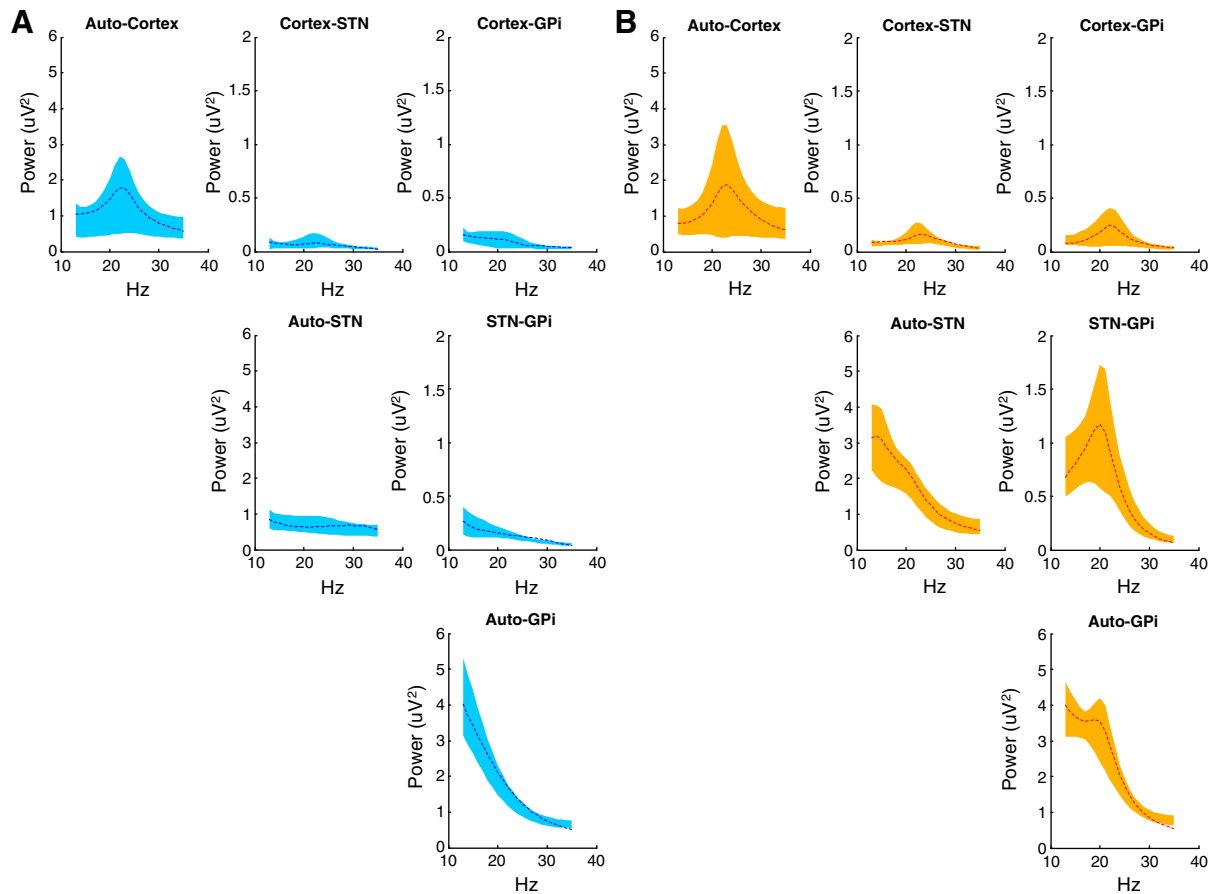 A Auto-Cortex Cortex-STN Cortex-GPi B Auto-Cortex Cortex-STN Cortex-GPi
6 5 4 3 2 1 0
Power (uV²)
10 20 30 40
Hz
2 1.5 1 0.5 0
Power (uV²)
10 20 30 40
Hz
2 1.5 1 0.5 0
Power (uV²)
10 20 30 40
Hz
6 5 4 3 2 1 0
Power (uV²)
10 20 30 40
Hz
2 1.5 1 0.5 0
Power (uV²)
10 20 30 40
Hz
2 1.5 1 0.5 0
Power (uV²)
10 20 30 40
Hz
Auto-STN STN-GPi Auto-STN STN-GPi
6 5 4 3 2 1 0
Power (uV²)
10 20 30 40
Hz
2 1.5 1 0.5 0
Power (uV²)
10 20 30 40
Hz
6 5 4 3 2 1 0
Power (uV²)
10 20 30 40
Hz
2 1.5 1 0.5 0
Power (uV²)
10 20 30 40
Hz
Auto-GPi Auto-GPi
6 5 4 3 2 1 0
Power (uV²)
10 20 30 40
Hz
6 5 4 3 2 1 0
Power (uV²)
10 20 30 40
Hz